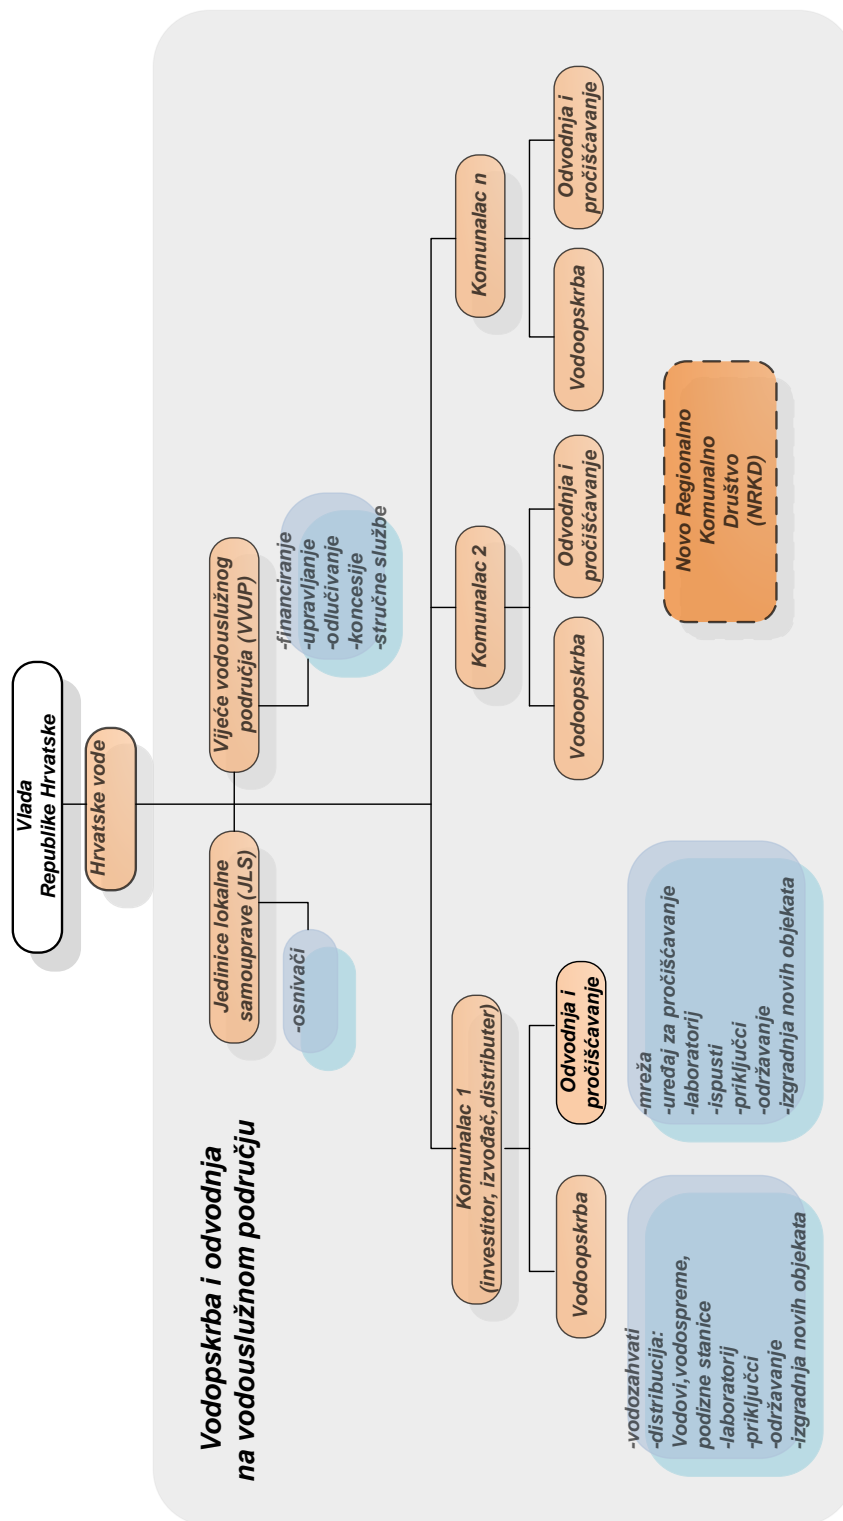 Vlada
Republike Hrvatske
Hrvatske vode
Vodopskrba i odvodnja
na vodouslužnom području
Jedinice lokalne
samouprave (JLS)
-osnivači
Vijeće vodouslužnog
područja (VVUP)
-financiranje
-upravljanje
-odlučivanje
-koncesije
-stručne službe
Komunalac 1
(investitor, izvođač,distributer)
Vodoopskrba
Odvodnja i
pročišćavanje
-vodozahvati
-distribucija:
Vodovi,vodospreme,
podizne stanice
-laboratorij
-priključci
-održavanje
-izgradnja novih objekata
-mreža
-uređaj za pročišćavanje
-laboratorij
-ispusti
-priključci
-održavanje
-izgradnja novih objekata
Komunalac 2
Vodoopskrba
Odvodnja i
pročišćavanje
Komunalac n
Vodoopskrba
Odvodnja i
pročišćavanje
Novo Regionalno
Komunalno
Društvo
(NRKD)